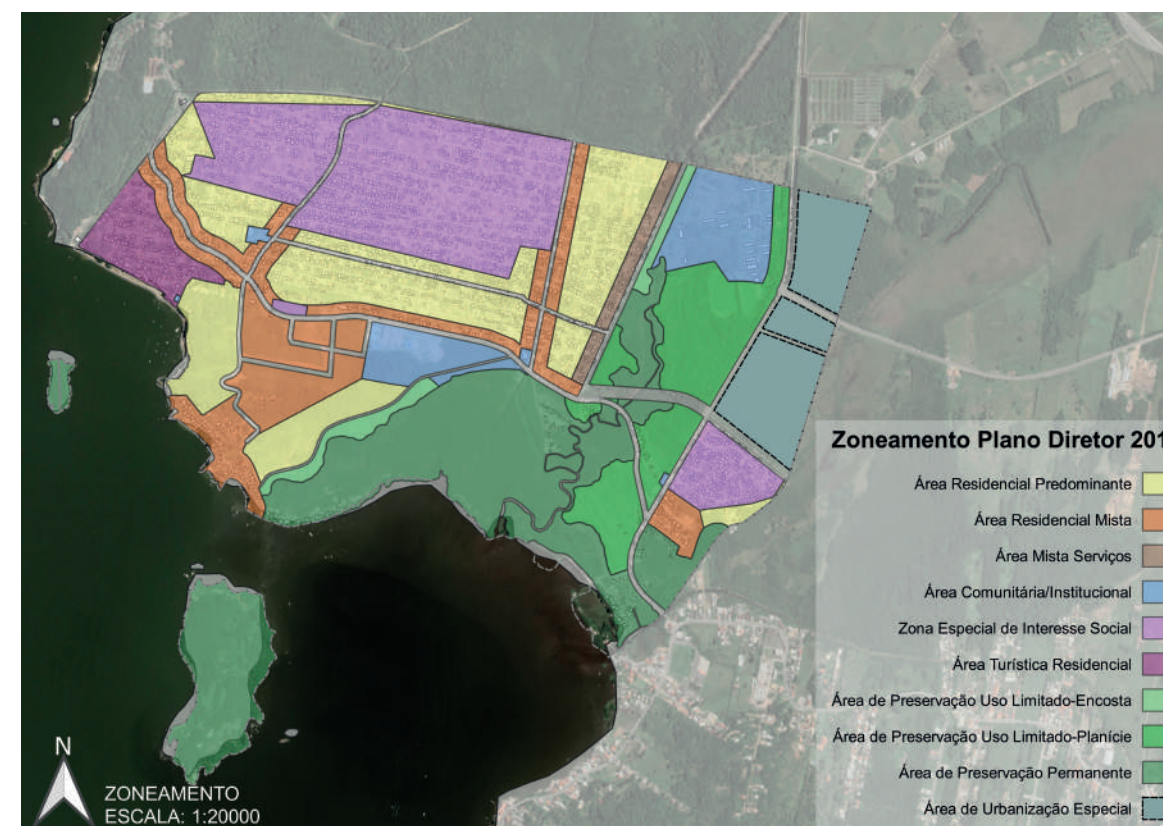 Zoneamento Plano Diretor 201
Área Residencial Predominante
Área Residencial Mista
Área Mista Serviços
Área Comunitária/Institucional
Zona Especial de Interesse Social
Área Turística Residencial
Área de Preservação Uso Limitado-Encosta
Área de Preservação Uso Limitado-Planície
Área de Preservação Permanente
Área de Urbanização Especial
N
ZONEAMENTO
ESCALA: 1:20000